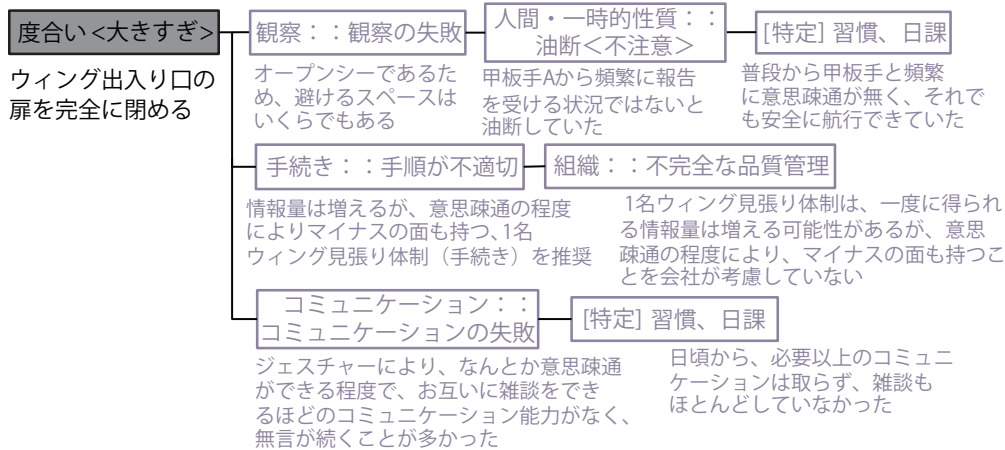 度合い<大きすぎ>
ウィング出入り口の
扉を完全に閉める
観察：：観察の失敗
オープンシーであるた
め、避けるスペースは
いくらでもある
人間・一時的性質：：
油断<不注意>
甲板手Aから頻繁に報告
を受ける状況ではないと
油断していた
[特定] 習慣、日課
普段から甲板手と頻繁
に意思疎通が無く、それで
も安全に航行できていた
手続き：：手順が不適切
情報量は増えるが、意思疎通の程度
によりマイナスの面も持つ、1名
ウィング見張り体制（手続き）を推奨
組織：：不完全な品質管理
1名ウィング見張り体制は、一度に得られ
る情報量は増える可能性があるが、意思
疎通の程度により、マイナスの面も持つこ
とを会社が考慮していない
コミュニケーション：：
コミュニケーションの失敗
ジェスチャーにより、なんとか意思疎通
ができる程度で、お互いに雑談をでき
るほどのコミュニケーション能力がなく、
無言が続くことが多かった
[特定] 習慣、日課
日頃から、必要以上のコミュニ
ケーションは取らず、雑談も
ほとんどしていなかった